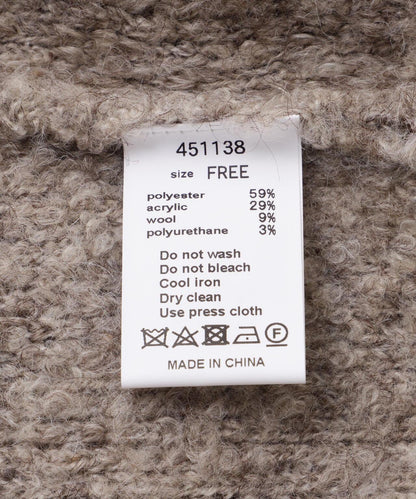 451138
size FREE
polyester 59%
acrylic 29%
wool 9%
polyurethane 3%
Do not wash
Do not bleach
Cool iron
Dry clean
Use press cloth
F
MADE IN CHINA